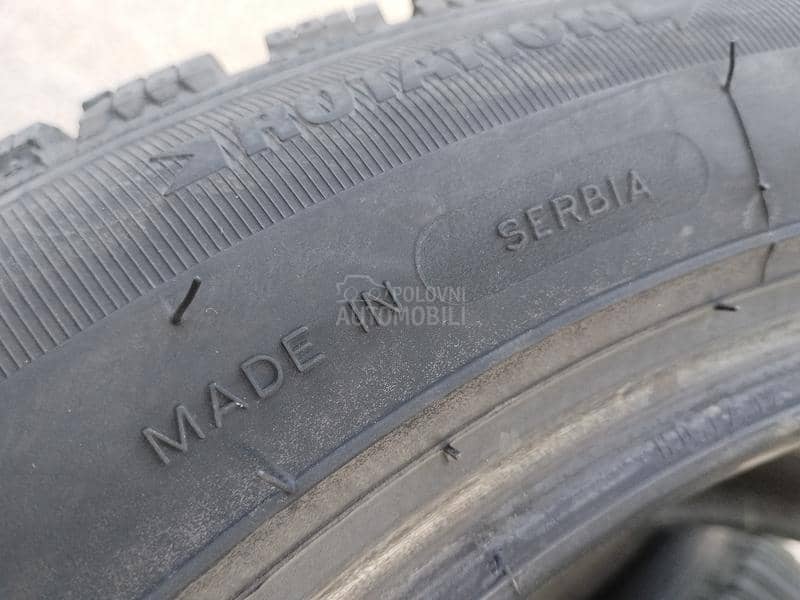 ROTATION
MADE IN SERBIA
POLOVNI
AUTOMOBILI